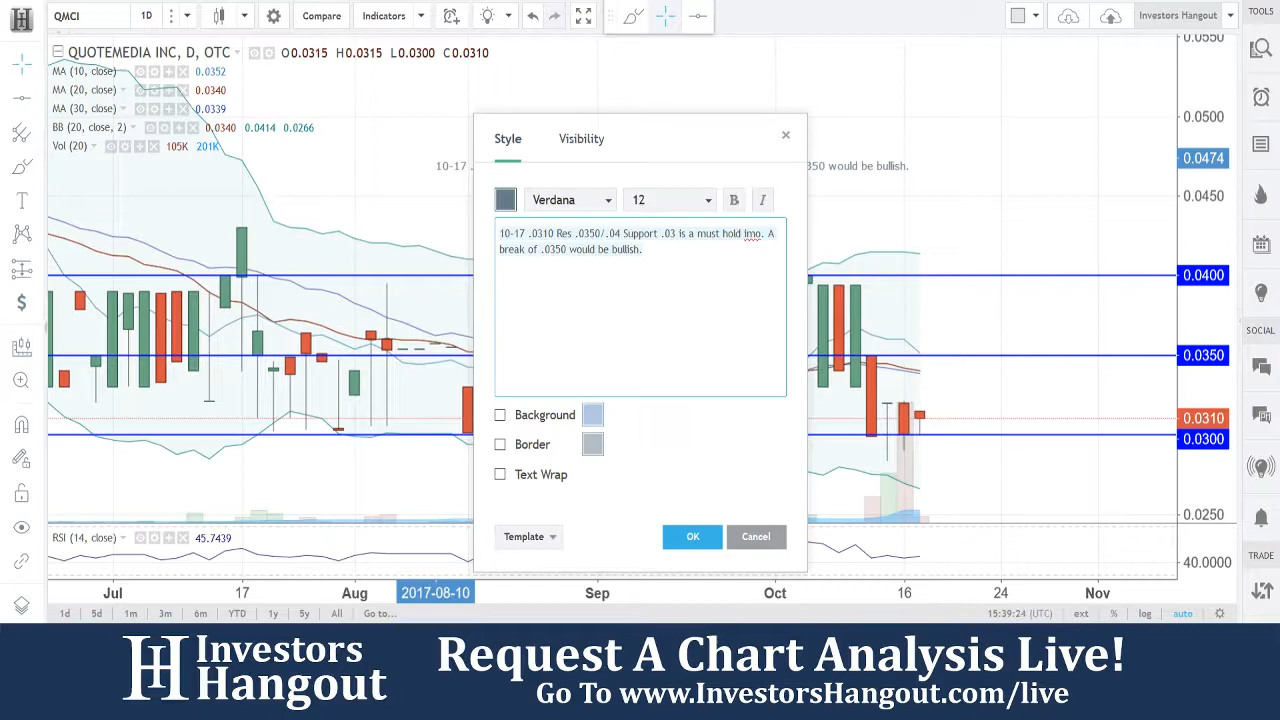 QMCI
1D
Compare
Indicators
Investors Hangout
TOOLS
QUOTEMEDIA INC, D, OTC O0.0315 H0.0315 L0.0300 C0.0310
MA (10, close) 0.0352
MA (20, close) 0.0340
MA (30, close) 0.0339
BB (20, close, 2) 0.0340 0.0414 0.0266
Vol (20) 105K 201K
10-17 .
350 would be bullish.
Style
Visibility
Verdana
12
B
I
10-17 .0310 Res .0350/.04 Support .03 is a must hold imo. A
break of .0350 would be bullish.
Background
Border
Text Wrap
Template
OK
Cancel
0.0550
0.0500
0.0474
0.0450
0.0400
0.0350
0.0310
0.0300
0.0250
40.0000
SOCIAL
TRADE
RSI (14, close) 45.7439
Jul
17
Aug
2017-08-10
Sep
Oct
16
24
Nov
1d 5d 1m 3m 6m YTD 1y 5y All Go to...
15:39:24 (UTC) ext % log auto
Investors
Hangout
Request A Chart Analysis Live!
Go To www.InvestorsHangout.com/live